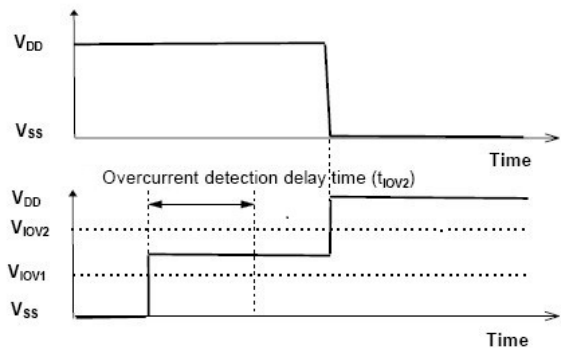 VDD
VSS
Time
Overcurrent detection delay time (tIOV2)
VDD
VIOV2
VIOV1
VSS
Time